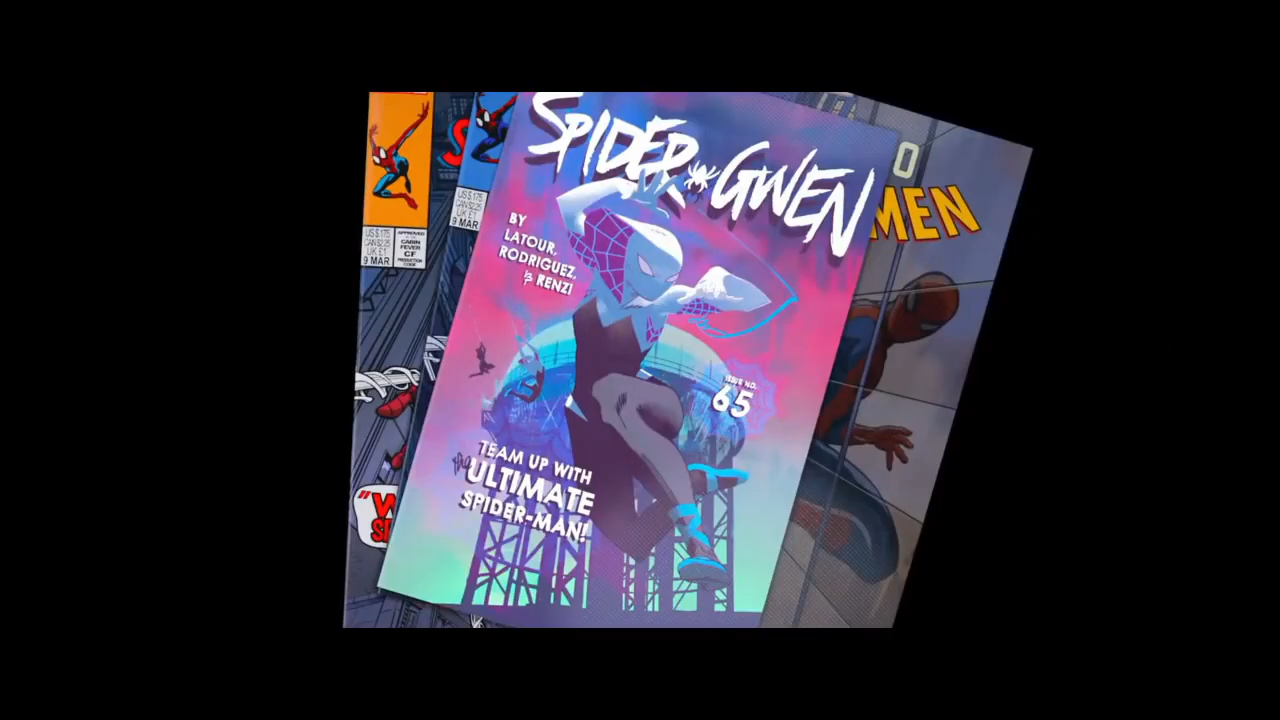 SPIDER-GWEN
BY
LATOUR,
RODRIGUEZ,
& RENZI
ISSUE NO.
65
TEAM UP WITH
the ULTIMATE
SPIDER-MAN!
US $1.75
CAN $2.25
UK £1
9 MAR
APPROVED
CABIN
FEVER
CF
PRODUCTION
CODE
US $1.75
CAN $2.25
UK £1
9 MAR
O
MEN
"W
SP